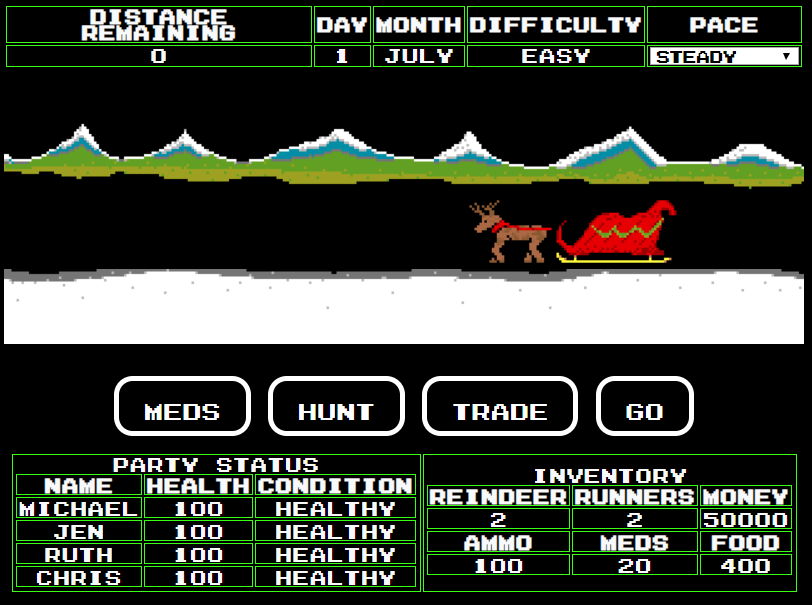 DISTANCE REMAINING DAY MONTH DIFFICULTY PACE
0 1 JULY EASY STEADY
MEDS HUNT TRADE GO
PARTY STATUS
NAME HEALTH CONDITION
MICHAEL 100 HEALTHY
JEN 100 HEALTHY
RUTH 100 HEALTHY
CHRIS 100 HEALTHY
INVENTORY
REINDEER RUNNERS MONEY
2 2 50000
AMMO MEDS FOOD
100 20 400